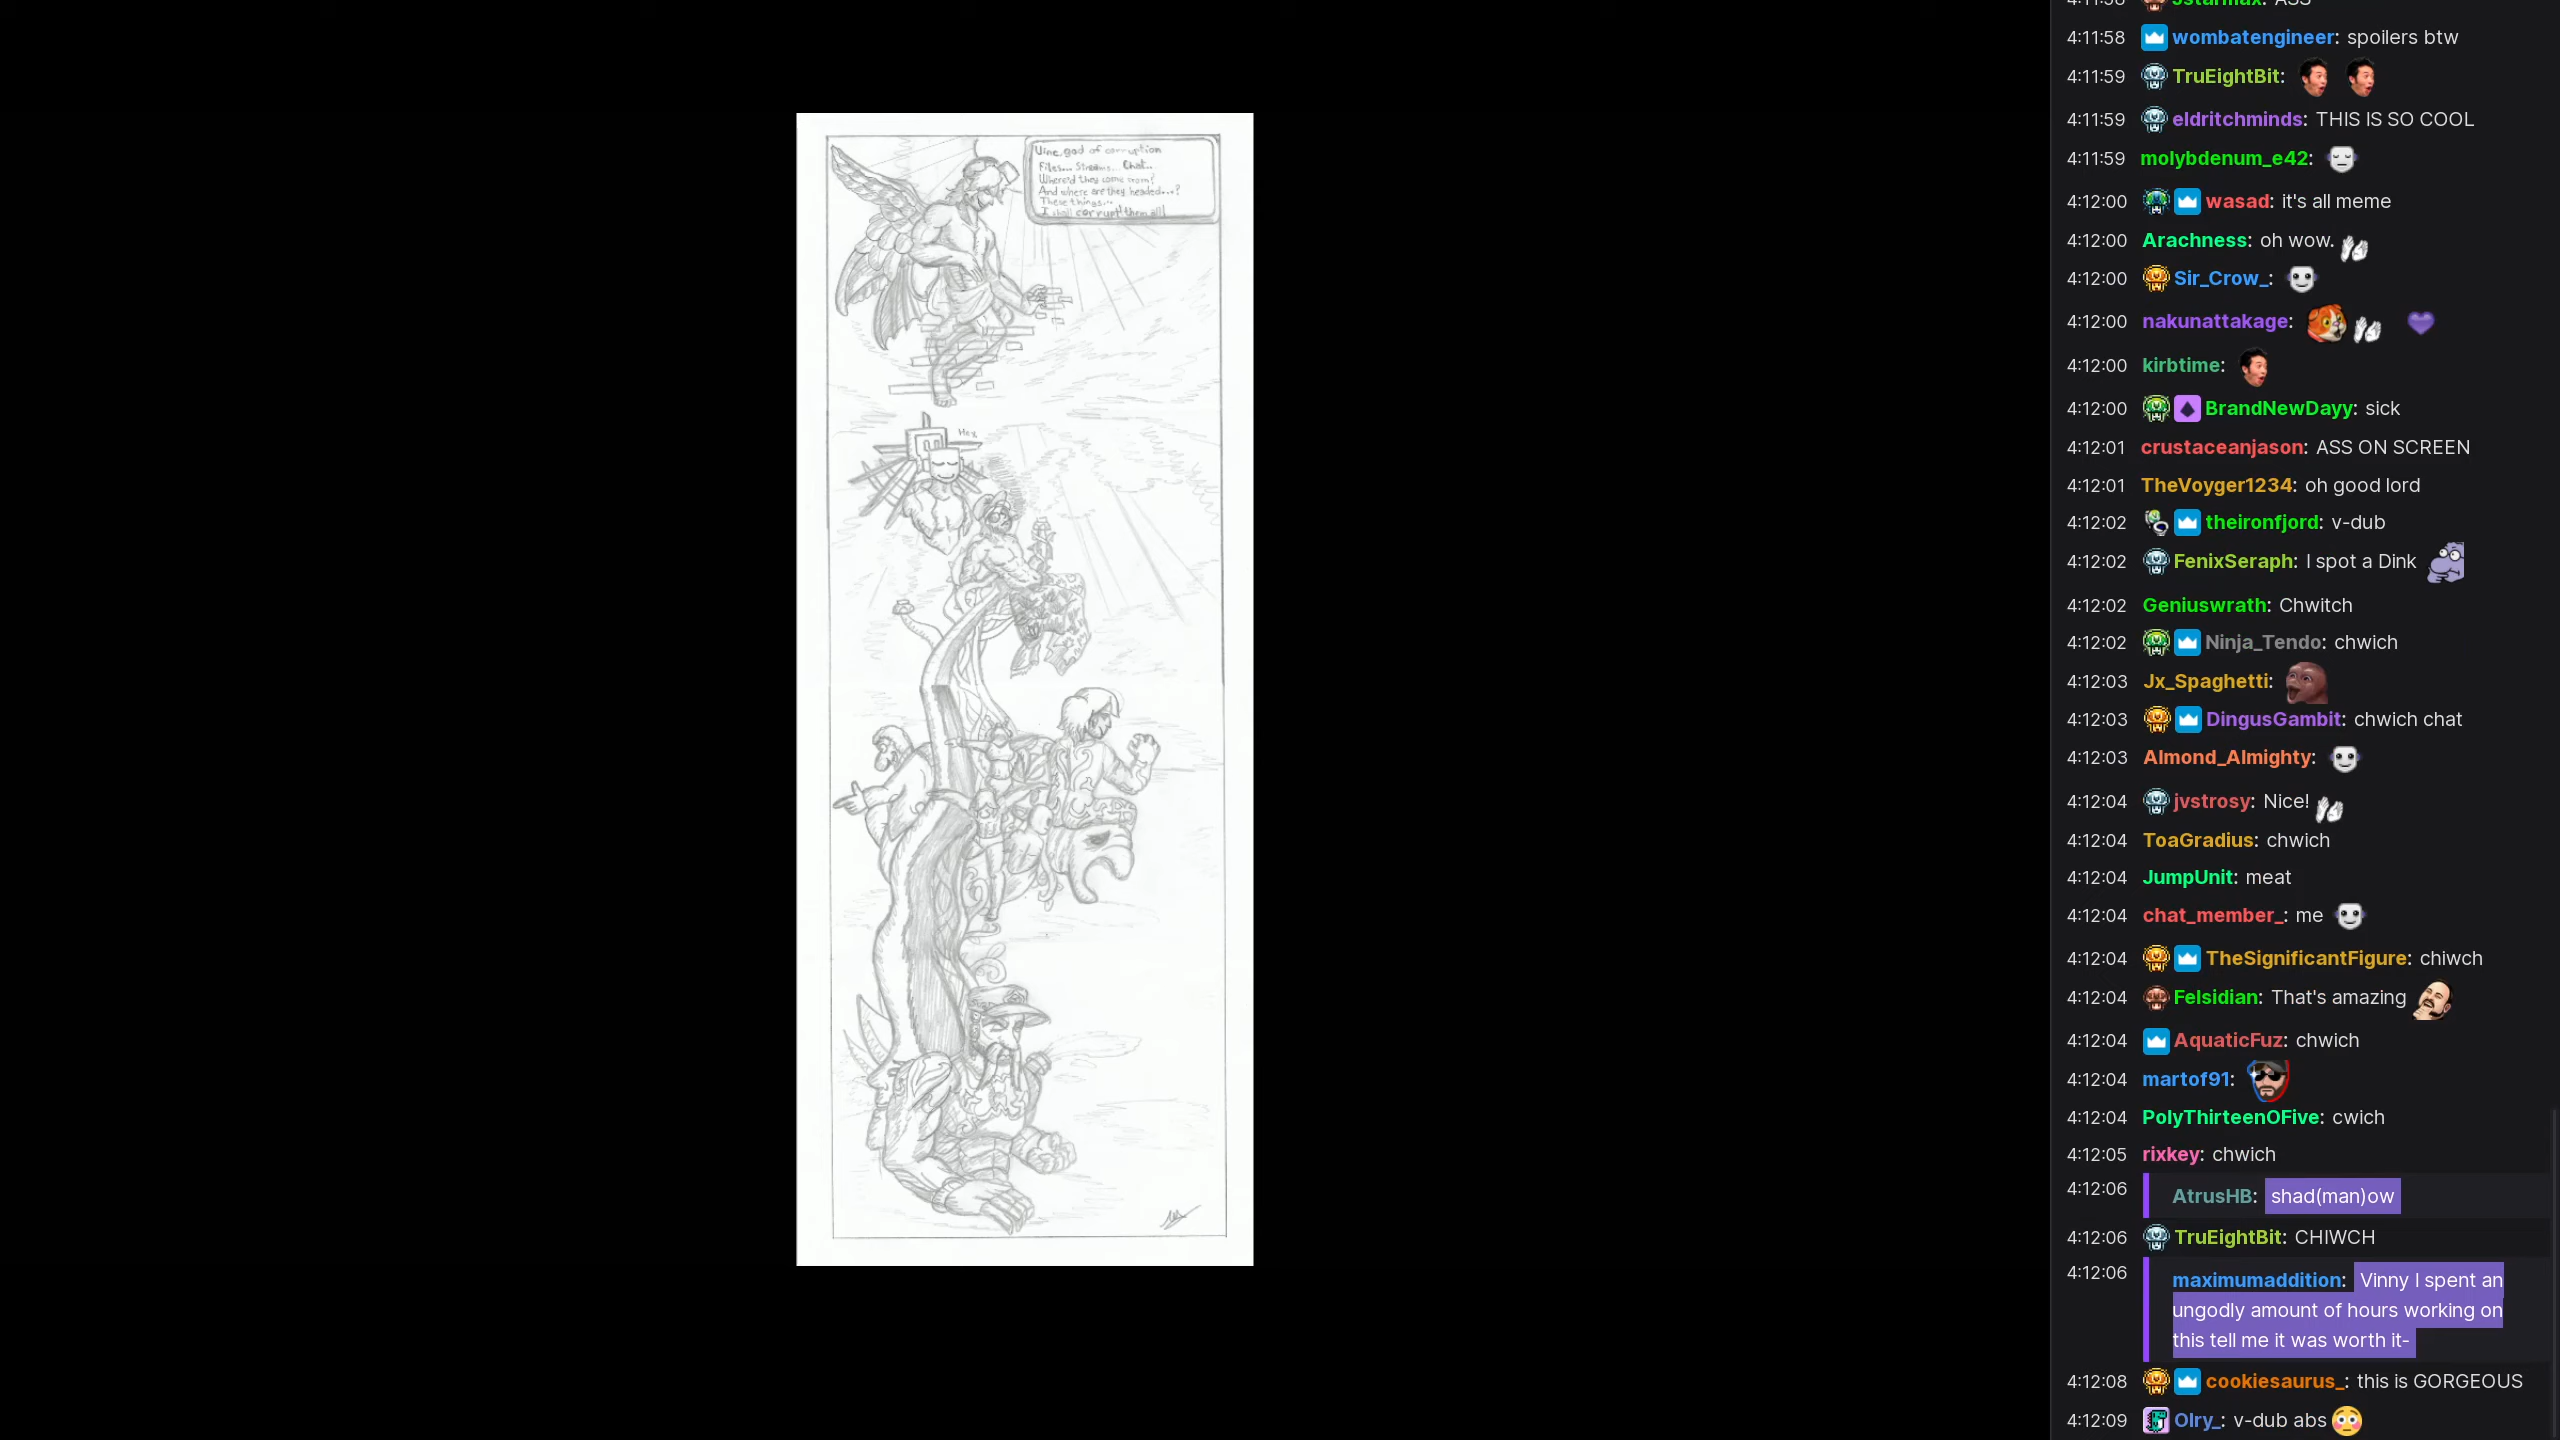 Vine, god of corruption
Files... Streams... Chat..
Where'd they come from?
And where are they headed...?
These things...
I shall corrupt them all!
Hey,
4:11:58 Jstarmax: ASS
4:11:58 wombatengineer: spoilers btw
4:11:59 TruEightBit:
4:11:59 eldritchminds: THIS IS SO COOL
4:11:59 molybdenum_e42:
4:12:00 wasad: it's all meme
4:12:00 Arachness: oh wow.
4:12:00 Sir_Crow_:
4:12:00 nakunattakage:
4:12:00 kirbtime:
4:12:00 BrandNewDayy: sick
4:12:01 crustaceanjason: ASS ON SCREEN
4:12:01 TheVoyger1234: oh good lord
4:12:02 theironfjord: v-dub
4:12:02 FenixSeraph: I spot a Dink
4:12:02 Geniuswrath: Chwitch
4:12:02 Ninja_Tendo: chwich
4:12:03 Jx_Spaghetti:
4:12:03 DingusGambit: chwich chat
4:12:03 Almond_Almighty:
4:12:04 jvstrosy: Nice!
4:12:04 ToaGradius: chwich
4:12:04 JumpUnit: meat
4:12:04 chat_member_: me
4:12:04 TheSignificantFigure: chiwch
4:12:04 Felsidian: That's amazing
4:12:04 AquaticFuz: chwich
4:12:04 martof91:
4:12:04 PolyThirteenOFive: cwich
4:12:05 rixkey: chwich
4:12:06 AtrusHB: shad(man)ow
4:12:06 TruEightBit: CHIWCH
4:12:06 maximumaddition: Vinny I spent an
ungodly amount of hours working on
this tell me it was worth it-
4:12:08 cookiesaurus_: this is GORGEOUS
4:12:09 Olry_: v-dub abs